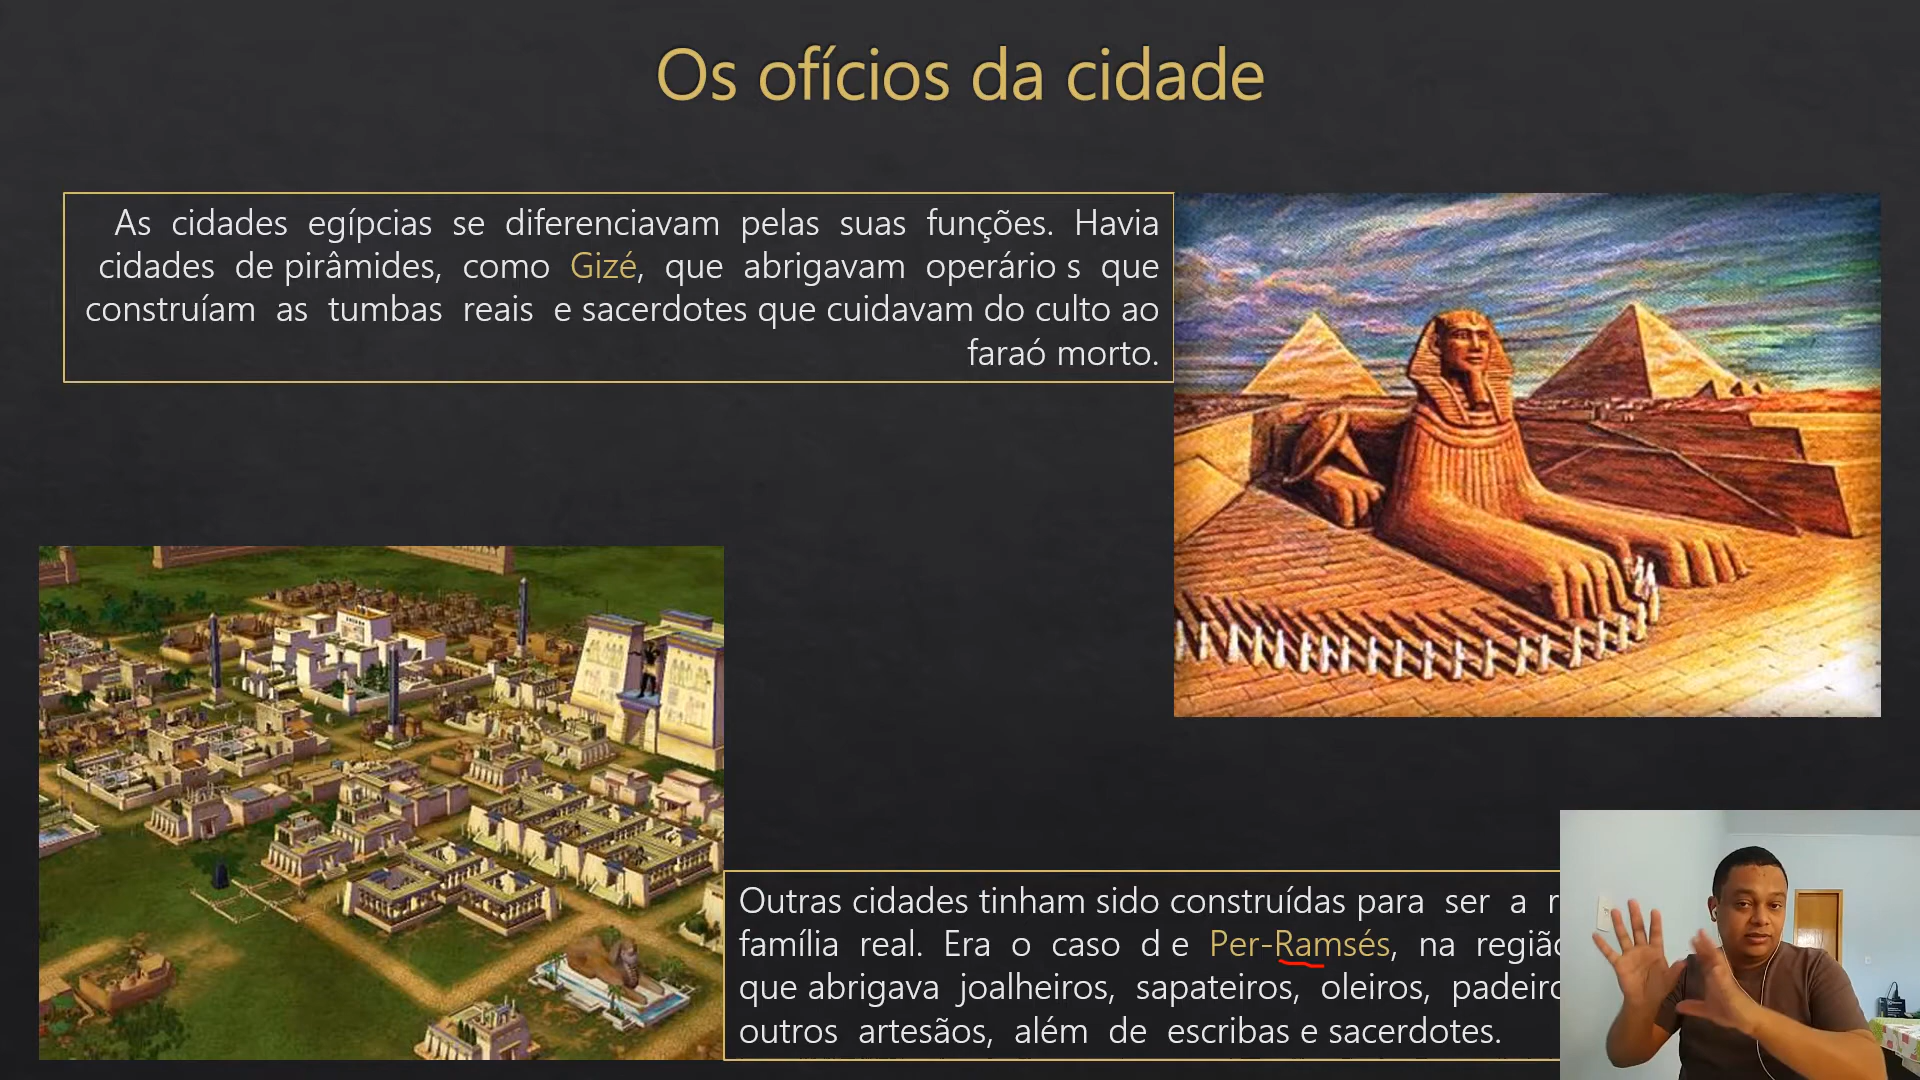 Os ofícios da cidade
As cidades egípcias se diferenciavam pelas suas funções. Havia
cidades de pirâmides, como Gizé, que abrigavam operário s que
construíam as tumbas reais e sacerdotes que cuidavam do culto ao
faraó morto.
Outras cidades tinham sido construídas para ser a
família real. Era o caso d e Per-Ramsés, na
que abrigava joalheiros, sapateiros, oleiros,
outros artesãos, além de escribas e sacerdotes.